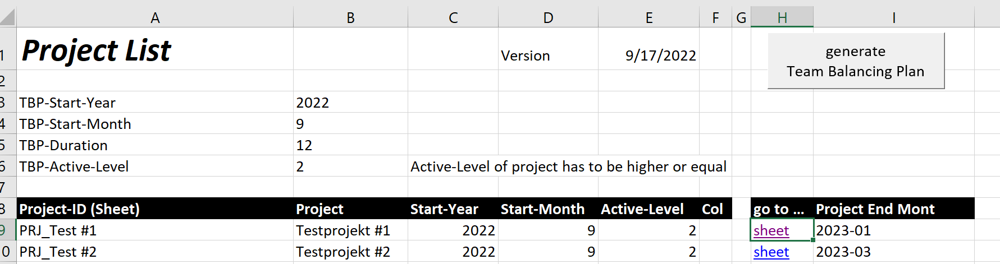 A B C D E F G H I
1 Project List Version 9/17/2022 generate
Team Balancing Plan
2
3 TBP-Start-Year 2022
4 TBP-Start-Month 9
5 TBP-Duration 12
6 TBP-Active-Level 2 Active-Level of project has to be higher or equal
7
8 Project-ID (Sheet) Project Start-Year Start-Month Active-Level Col go to ... Project End Mont
9 PRJ_Test #1 Testprojekt #1 2022 9 2 sheet 2023-01
0 PRJ_Test #2 Testprojekt #2 2022 9 2 sheet 2023-03